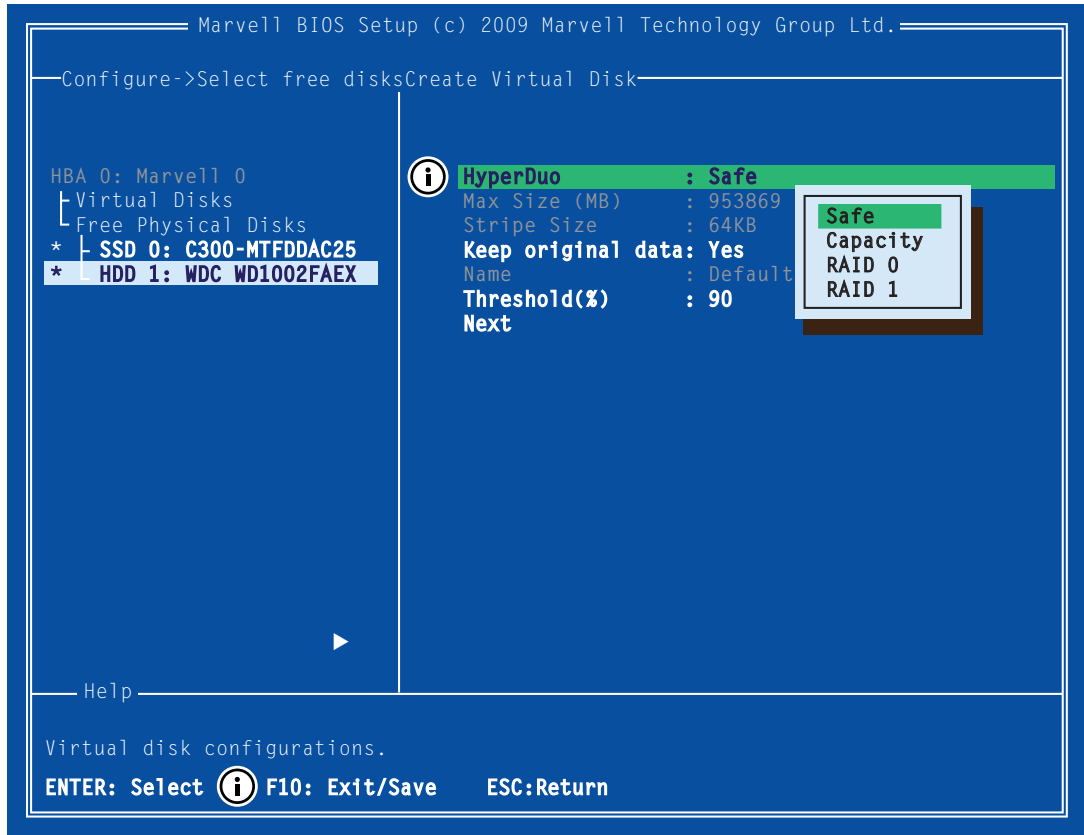 Marvell BIOS Setup (c) 2009 Marvell Technology Group Ltd.
Configure->Select free disksCreate Virtual Disk
HBA 0: Marvell 0
Virtual Disks
Free Physical Disks
* SSD 0: C300-MTFDDAC25
* HDD 1: WDC WD1002FAEX
i
HyperDuo : Safe
Max Size (MB) : 953869
Stripe Size : 64KB
Keep original data: Yes
Name : Default
Threshold(%) : 90
Next
Safe
Capacity
RAID 0
RAID 1
Help
Virtual disk configurations.
ENTER: Select i F10: Exit/Save ESC:Return